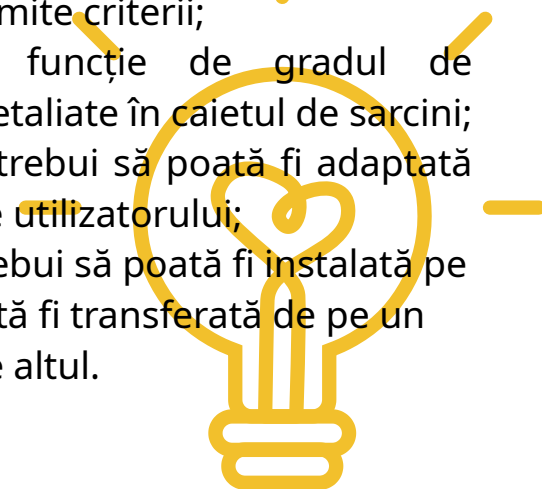 mite criterii;
funcție de gradul de
etaliate în caietul de sarcini;
trebui să poată fi adaptată
e utilizatorului;
ebui să poată fi instalată pe
tă fi transferată de pe un
e altul.